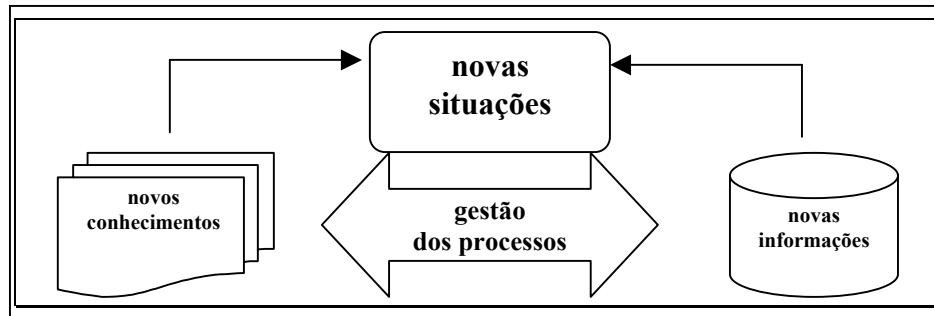 novas
situações
novos
conhecimentos
gestão
dos processos
novas
informações